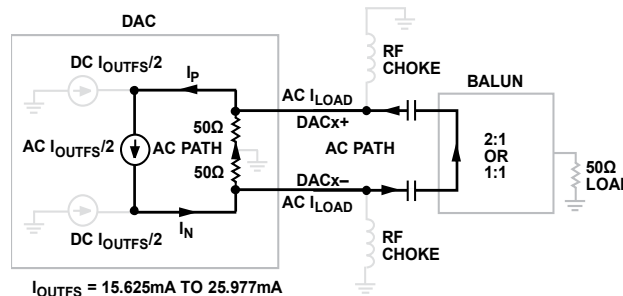 DAC
DC I_OUTFS/2
I_P
50Ω
AC I_OUTFS/2
AC PATH
50Ω
DC I_OUTFS/2
I_N
RF
CHOKE
AC I_LOAD
DACx+
AC PATH
DACx–
AC I_LOAD
RF
CHOKE
BALUN
2:1
OR
1:1
50Ω
LOAD
I_OUTFS = 15.625mA TO 25.977mA